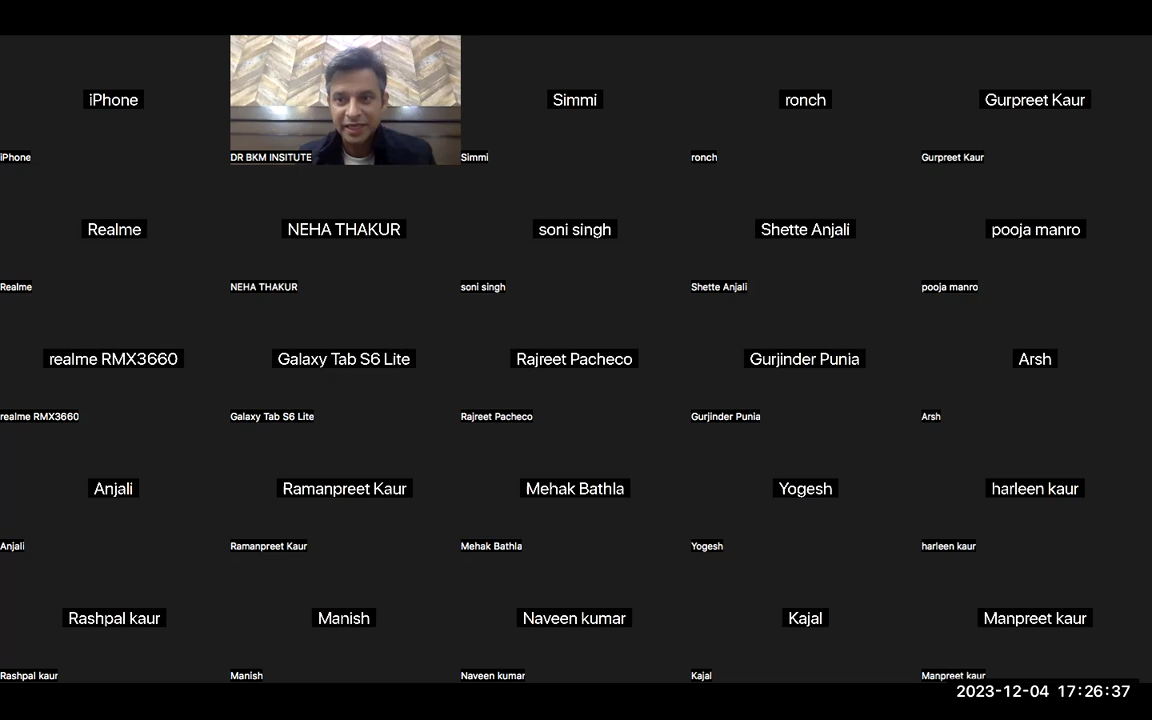 iPhone
Simmi
ronch
Gurpreet Kaur
iPhone
DR BKM INSITUTE
Simmi
ronch
Gurpreet Kaur
Realme
NEHA THAKUR
soni singh
Shette Anjali
pooja manro
Realme
NEHA THAKUR
soni singh
Shette Anjali
pooja manro
realme RMX3660
Galaxy Tab S6 Lite
Rajreet Pacheco
Gurjinder Punia
Arsh
realme RMX3660
Galaxy Tab S6 Lite
Rajreet Pacheco
Gurjinder Punia
Arsh
Anjali
Ramanpreet Kaur
Mehak Bathla
Yogesh
harleen kaur
Anjali
Ramanpreet Kaur
Mehak Bathla
Yogesh
harleen kaur
Rashpal kaur
Manish
Naveen kumar
Kajal
Manpreet kaur
Rashpal kaur
Manish
Naveen kumar
Kajal
Manpreet kaur
2023-12-04 17:26:37